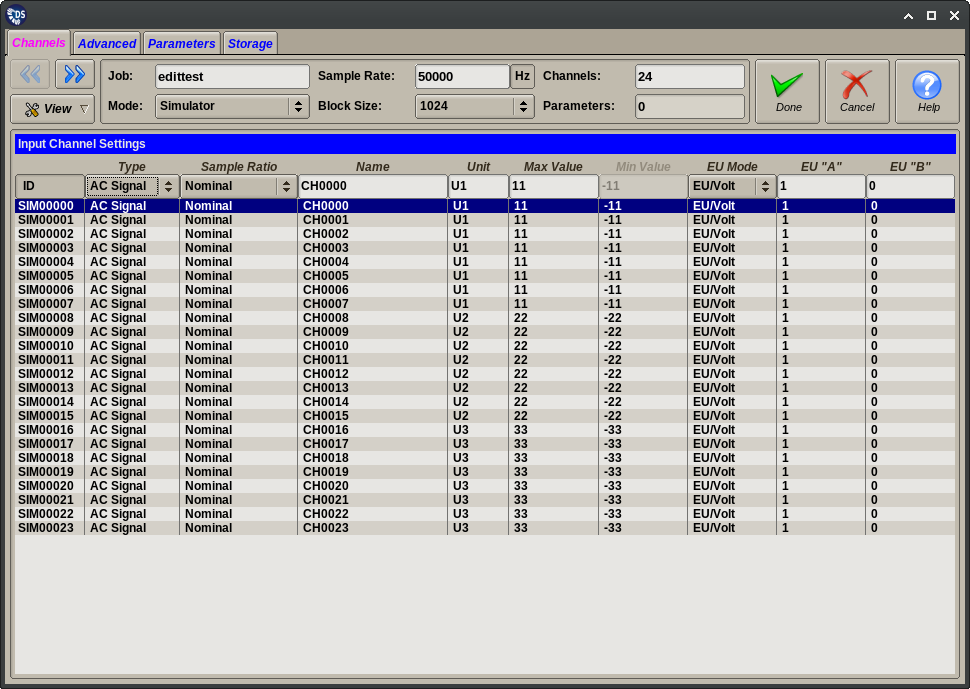 DS
Channels Advanced Parameters Storage
Job: edittest Sample Rate: 50000 Hz Channels: 24
View Mode: Simulator Block Size: 1024 Parameters: 0
Done Cancel Help
Input Channel Settings
Type Sample Ratio Name Unit Max Value Min Value EU Mode EU "A" EU "B"
ID AC Signal Nominal CH0000 U1 11 -11 EU/Volt 1 0
SIM00000 AC Signal Nominal CH0000 U1 11 -11 EU/Volt 1 0
SIM00001 AC Signal Nominal CH0001 U1 11 -11 EU/Volt 1 0
SIM00002 AC Signal Nominal CH0002 U1 11 -11 EU/Volt 1 0
SIM00003 AC Signal Nominal CH0003 U1 11 -11 EU/Volt 1 0
SIM00004 AC Signal Nominal CH0004 U1 11 -11 EU/Volt 1 0
SIM00005 AC Signal Nominal CH0005 U1 11 -11 EU/Volt 1 0
SIM00006 AC Signal Nominal CH0006 U1 11 -11 EU/Volt 1 0
SIM00007 AC Signal Nominal CH0007 U1 11 -11 EU/Volt 1 0
SIM00008 AC Signal Nominal CH0008 U2 22 -22 EU/Volt 1 0
SIM00009 AC Signal Nominal CH0009 U2 22 -22 EU/Volt 1 0
SIM00010 AC Signal Nominal CH0010 U2 22 -22 EU/Volt 1 0
SIM00011 AC Signal Nominal CH0011 U2 22 -22 EU/Volt 1 0
SIM00012 AC Signal Nominal CH0012 U2 22 -22 EU/Volt 1 0
SIM00013 AC Signal Nominal CH0013 U2 22 -22 EU/Volt 1 0
SIM00014 AC Signal Nominal CH0014 U2 22 -22 EU/Volt 1 0
SIM00015 AC Signal Nominal CH0015 U2 22 -22 EU/Volt 1 0
SIM00016 AC Signal Nominal CH0016 U3 33 -33 EU/Volt 1 0
SIM00017 AC Signal Nominal CH0017 U3 33 -33 EU/Volt 1 0
SIM00018 AC Signal Nominal CH0018 U3 33 -33 EU/Volt 1 0
SIM00019 AC Signal Nominal CH0019 U3 33 -33 EU/Volt 1 0
SIM00020 AC Signal Nominal CH0020 U3 33 -33 EU/Volt 1 0
SIM00021 AC Signal Nominal CH0021 U3 33 -33 EU/Volt 1 0
SIM00022 AC Signal Nominal CH0022 U3 33 -33 EU/Volt 1 0
SIM00023 AC Signal Nominal CH0023 U3 33 -33 EU/Volt 1 0